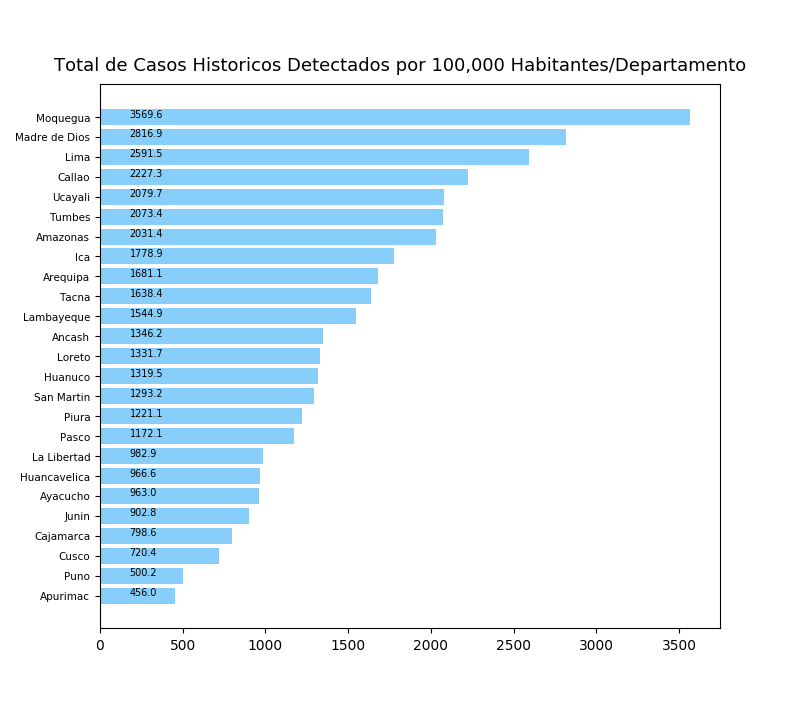 Total de Casos Historicos Detectados por 100,000 Habitantes/Departamento
Moquegua 3569.6
Madre de Dios 2816.9
Lima 2591.5
Callao 2227.3
Ucayali 2079.7
Tumbes 2073.4
Amazonas 2031.4
Ica 1778.9
Arequipa 1681.1
Tacna 1638.4
Lambayeque 1544.9
Ancash 1346.2
Loreto 1331.7
Huanuco 1319.5
San Martin 1293.2
Piura 1221.1
Pasco 1172.1
La Libertad 982.9
Huancavelica 966.6
Ayacucho 963.0
Junin 902.8
Cajamarca 798.6
Cusco 720.4
Puno 500.2
Apurimac 456.0
0 500 1000 1500 2000 2500 3000 3500